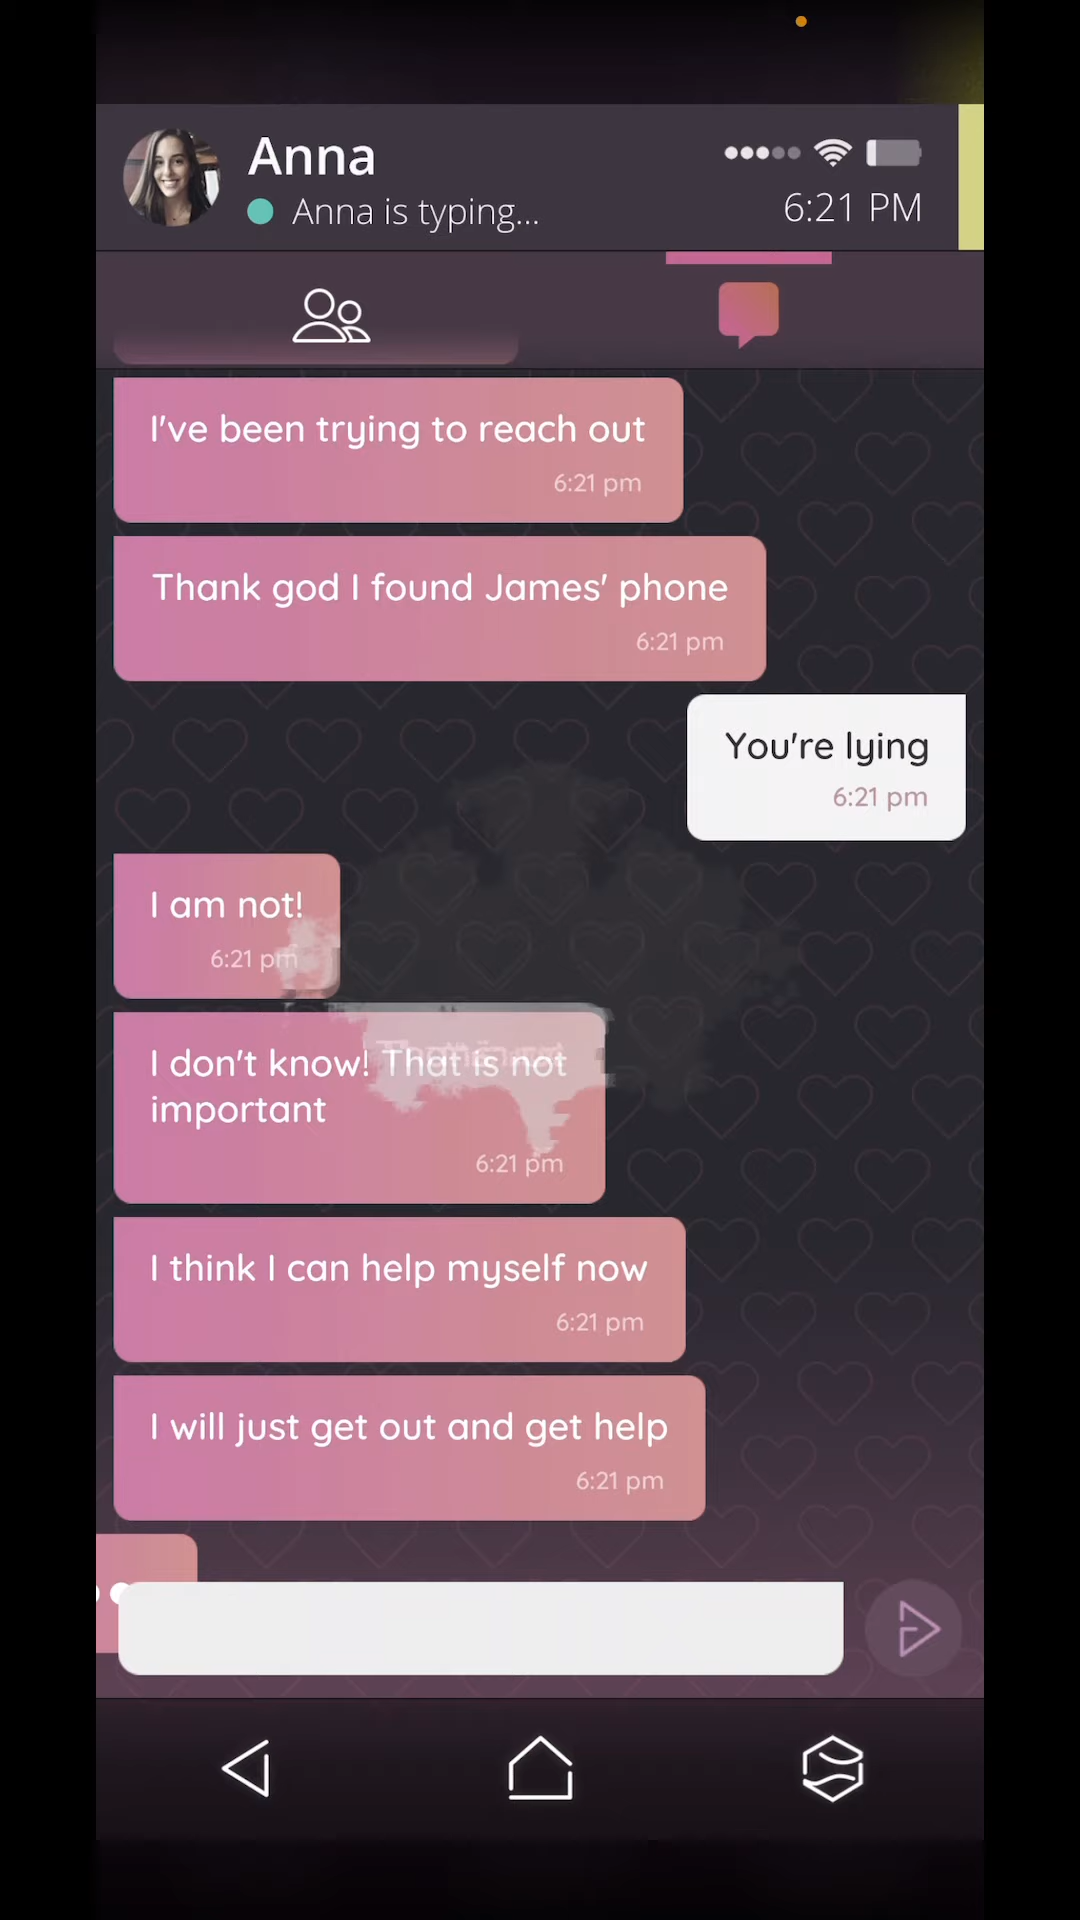 Anna
Anna is typing...
6:21 PM
I've been trying to reach out
6:21 pm
Thank god I found James' phone
6:21 pm
You're lying
6:21 pm
I am not!
6:21 pm
I don't know! That is not
important
6:21 pm
I think I can help myself now
6:21 pm
I will just get out and get help
6:21 pm